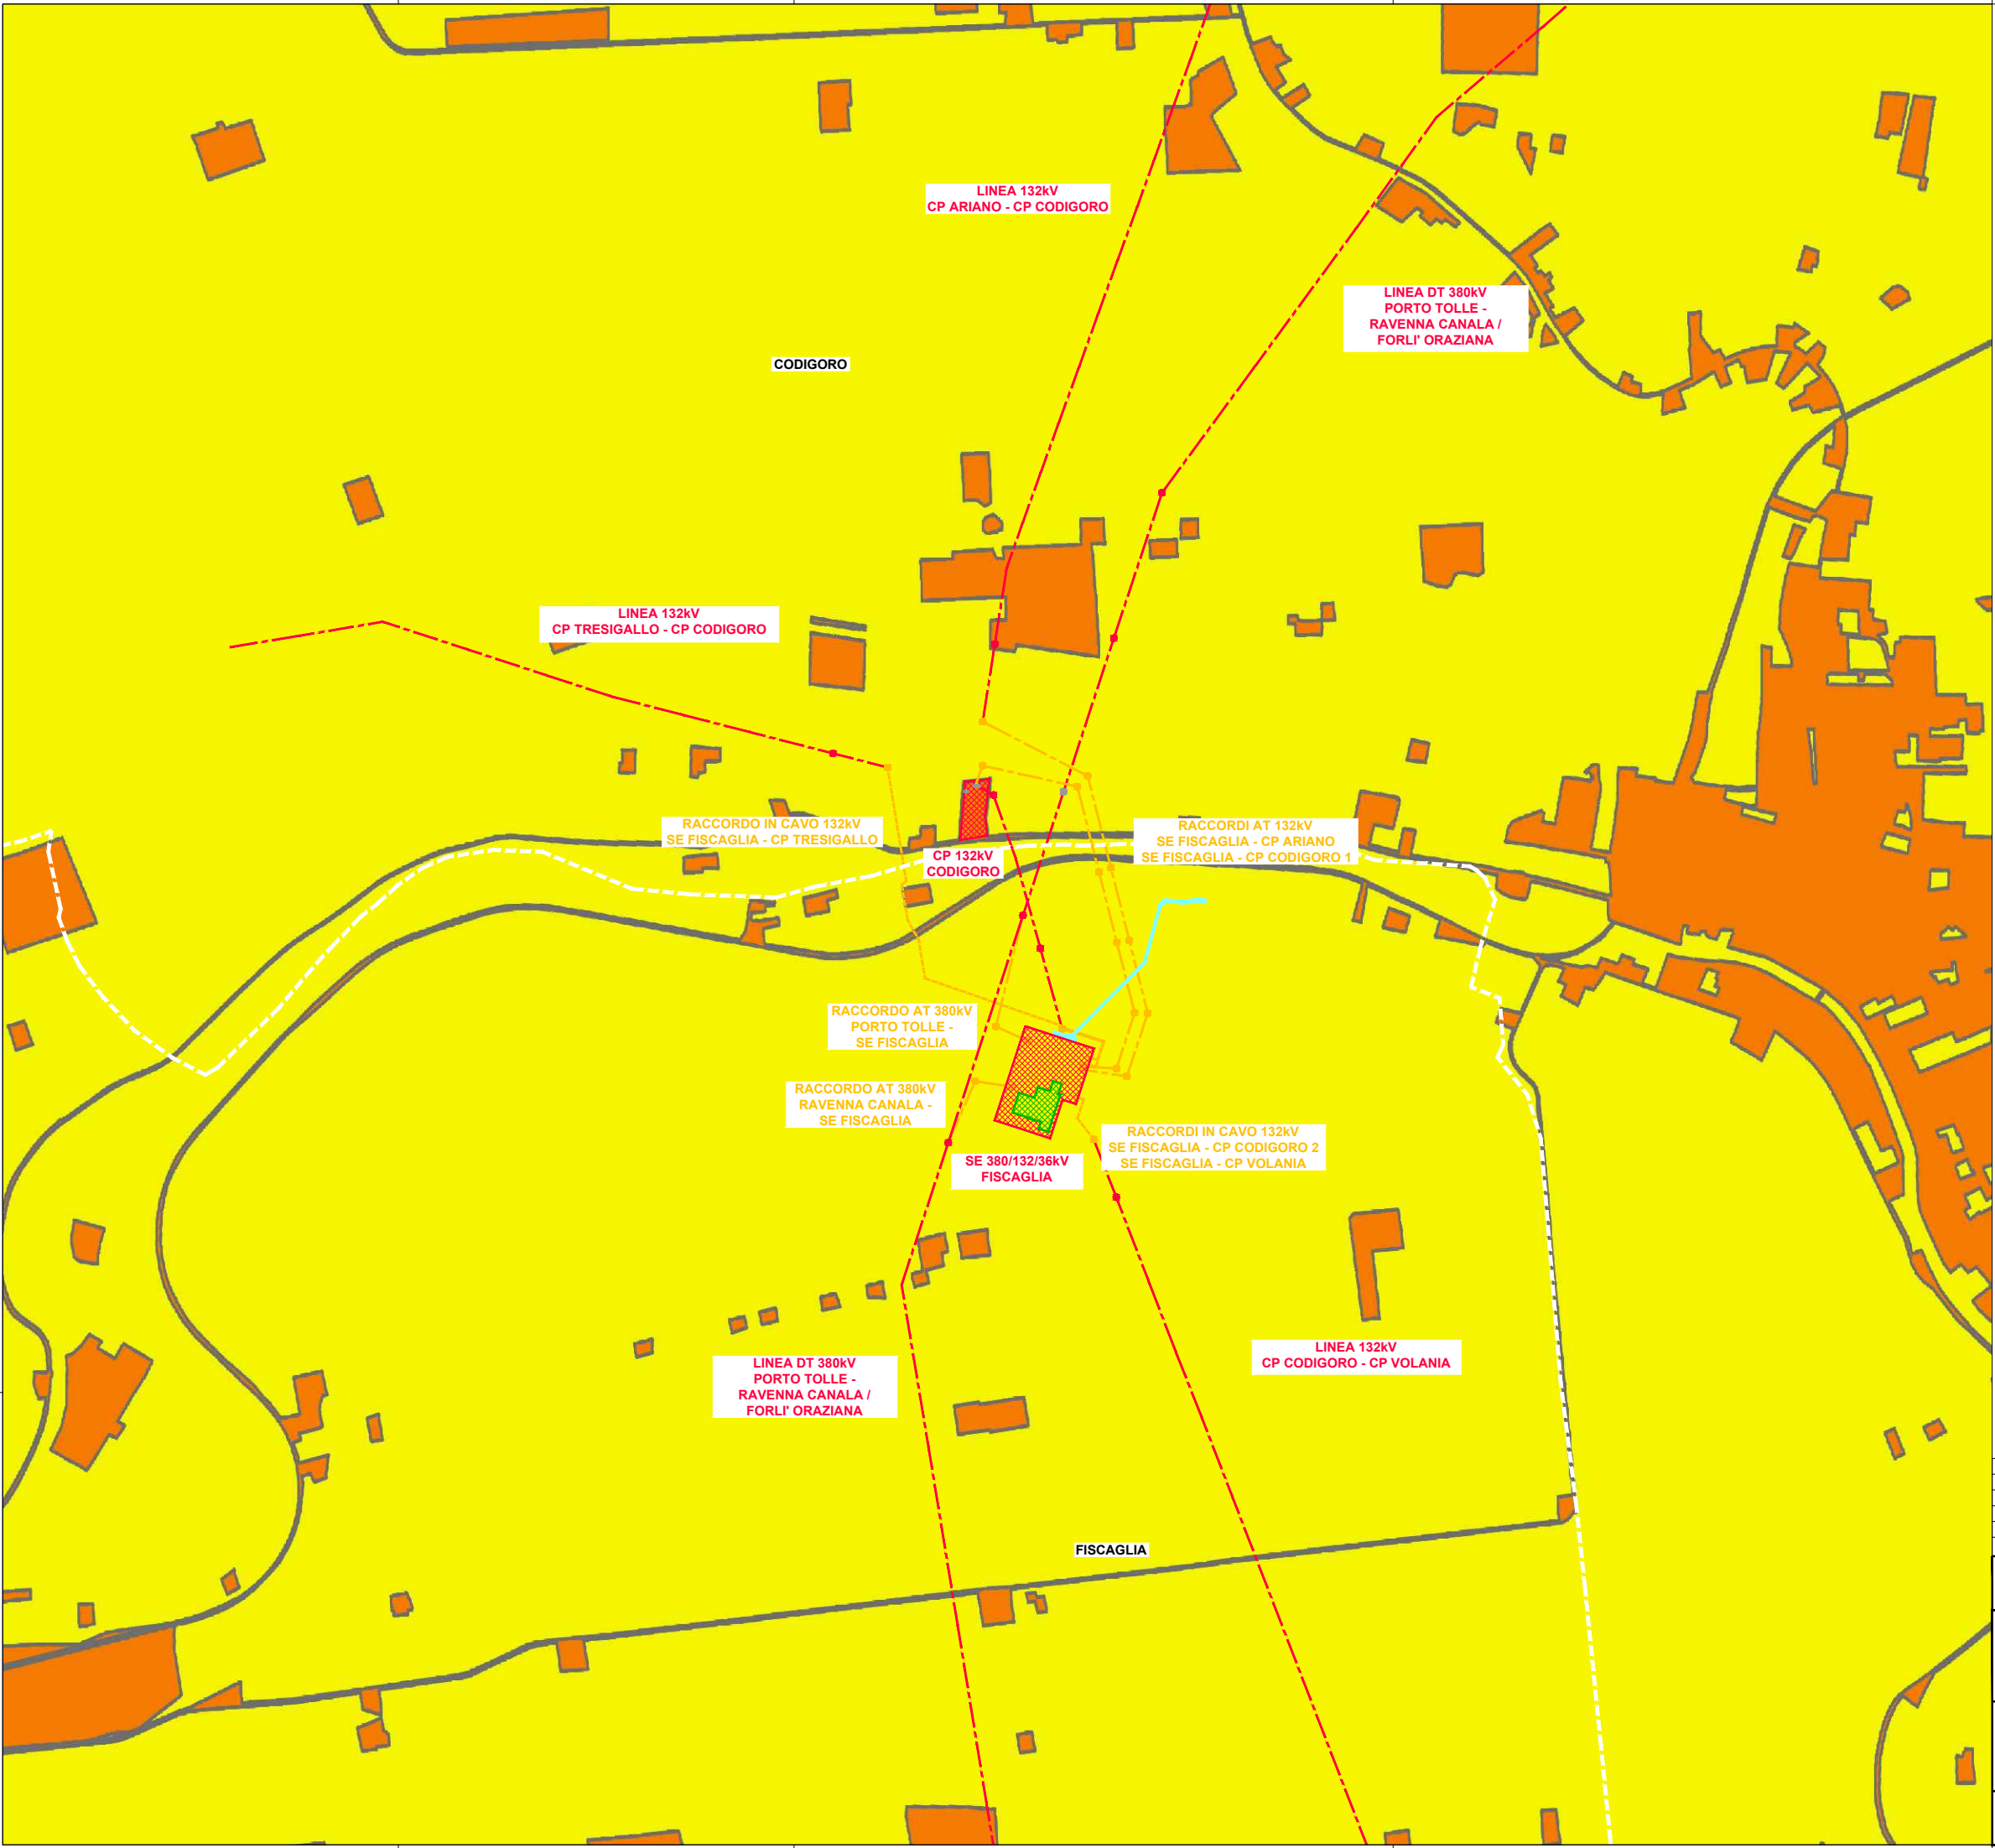 LINEA 132kV
CP ARIANO - CP CODIGORO
LINEA DT 380kV
PORTO TOLLE -
RAVENNA CANALA /
FORLI' ORAZIANA
CODIGORO
LINEA 132kV
CP TRESIGALLO - CP CODIGORO
RACCORDO IN CAVO 132kV
SE FISCAGLIA - CP TRESIGALLO
RACCORDI AT 132kV
SE FISCAGLIA - CP ARIANO
SE FISCAGLIA - CP CODIGORO 1
CP 132kV
CODIGORO
RACCORDO AT 380kV
PORTO TOLLE -
SE FISCAGLIA
RACCORDO AT 380kV
RAVENNA CANALA -
SE FISCAGLIA
RACCORDI IN CAVO 132kV
SE FISCAGLIA - CP CODIGORO 2
SE FISCAGLIA - CP VOLANIA
SE 380/132/36kV
FISCAGLIA
LINEA 132kV
CP CODIGORO - CP VOLANIA
LINEA DT 380kV
PORTO TOLLE -
RAVENNA CANALA /
FORLI' ORAZIANA
FISCAGLIA